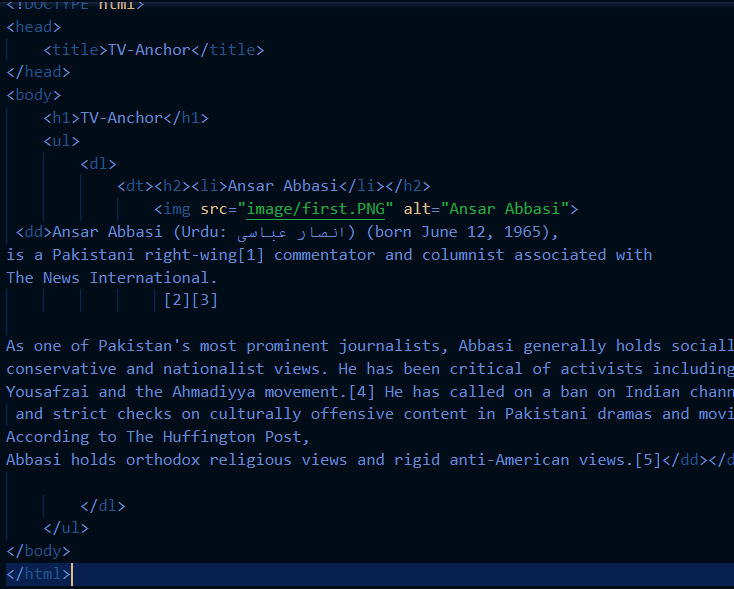 <!DOCTYPE html>
<head>
<title>TV-Anchor</title>
</head>
<body>
<h1>TV-Anchor</h1>
<ul>
<dl>
<dt><h2><li>Ansar Abbasi</li></h2>
<img src="image/first.PNG" alt="Ansar Abbasi">
<dd>Ansar Abbasi (Urdu: انصار عباسی) (born June 12, 1965),
is a Pakistani right-wing[1] commentator and columnist associated with
The News International.
[2][3]
As one of Pakistan's most prominent journalists, Abbasi generally holds sociall
conservative and nationalist views. He has been critical of activists including
Yousafzai and the Ahmadiyya movement.[4] He has called on a ban on Indian chann
and strict checks on culturally offensive content in Pakistani dramas and movi
According to The Huffington Post,
Abbasi holds orthodox religious views and rigid anti-American views.[5]</dd></d
</dl>
</ul>
</body>
</html>